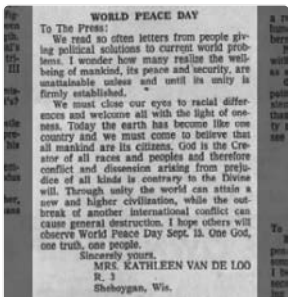 WORLD PEACE DAY
To The Press:
We read so often letters from people giv-
ing political solutions to current world prob-
lems. I wonder how many realize the well-
being of mankind, its peace and security, are
unattainable unless and until its unity is
firmly established.
We must close our eyes to racial differ-
ences and welcome all with the light of one-
ness. Today the earth has become like one
country and we must come to believe that
all mankind are its citizens. God is the Cre-
ator of all races and peoples and therefore
conflict and dissension arising from preju-
dice of all kinds is contrary to the Divine
will. Through unity the world can attain a
new and higher civilization, while the out-
break of another international conflict can
cause general destruction. I hope others will
observe World Peace Day Sept. 15. One God,
one truth, one people.
Sincerely yours,
MRS. KATHLEEN VAN DE LOO
R. 3
Sheboygan, Wis.